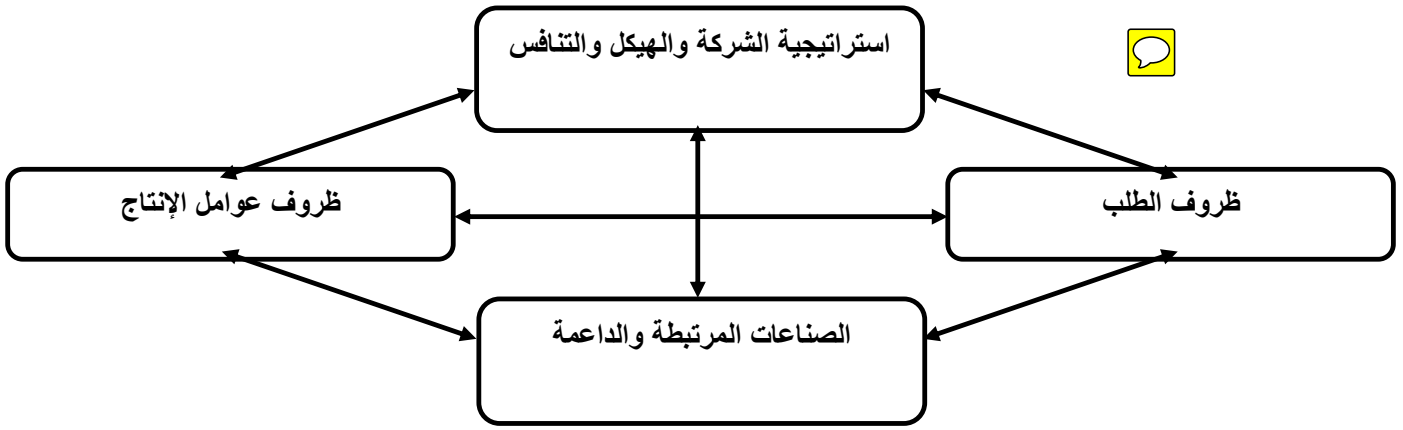 استراتيجية الشركة والهيكل والتنافس
ظروف الطلب
ظروف عوامل الإنتاج
الصناعات المرتبطة والداعمة